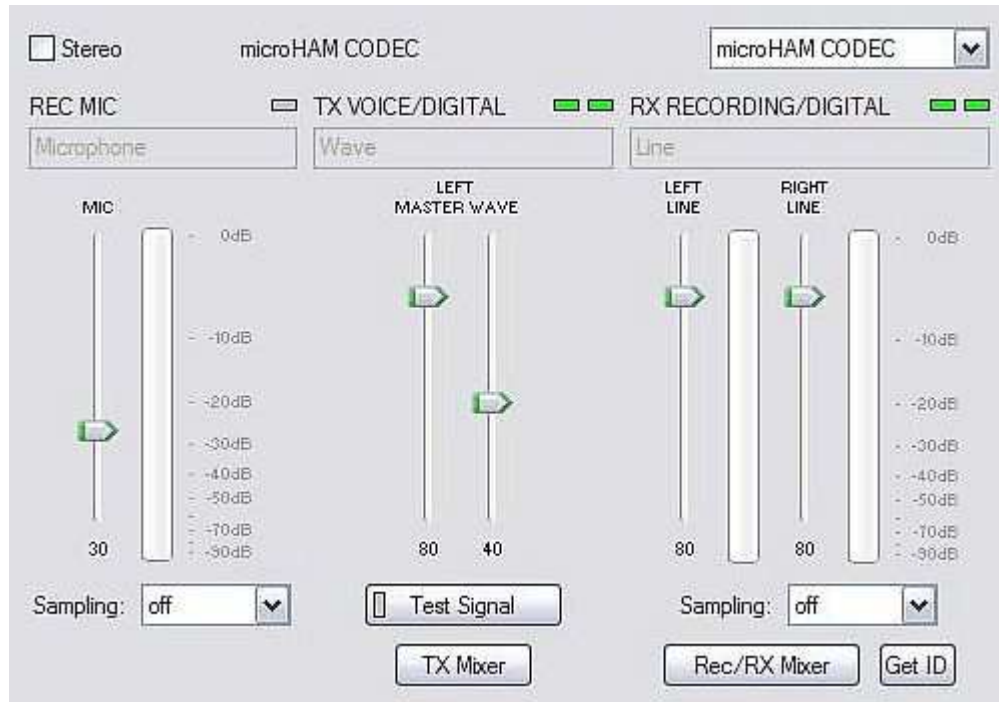 Stereo microHAM CODEC microHAM CODEC
REC MIC TX VOICE/DIGITAL RX RECORDING/DIGITAL
Microphone Wave Line
MIC
LEFT
MASTER WAVE
LEFT
LINE
RIGHT
LINE
0dB
-10dB
-20dB
-30dB
-40dB
-50dB
-70dB
-90dB
0dB
-10dB
-20dB
-30dB
-40dB
-50dB
-70dB
-90dB
30 80 40 80 80
Sampling: off Test Signal Sampling: off
TX Mixer Rec/RX Mixer Get ID